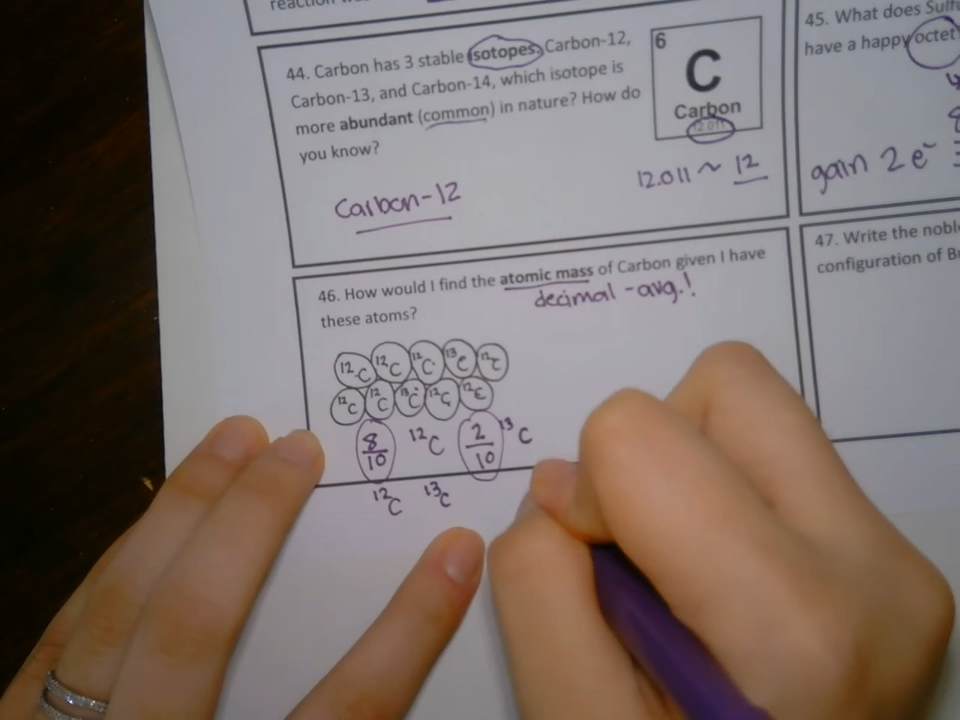 reaction
44. Carbon has 3 stable isotopes. Carbon-12,
Carbon-13, and Carbon-14, which isotope is
more abundant (common) in nature? How do
you know?
Carbon-12
6
C
Carbon
12.011
12.011 ~ 12
45. What does
have a happy octet
gain 2 e⁻
46. How would I find the atomic mass of Carbon given I have
these atoms?
decimal - avg.!
¹²C ¹²C ¹²C ¹³C ¹²C
¹²C ¹²C ¹³C ¹²C ¹²C
8/10 ¹²C 2/10 ¹³C
¹²C ¹³C
47. Write the
configuration of